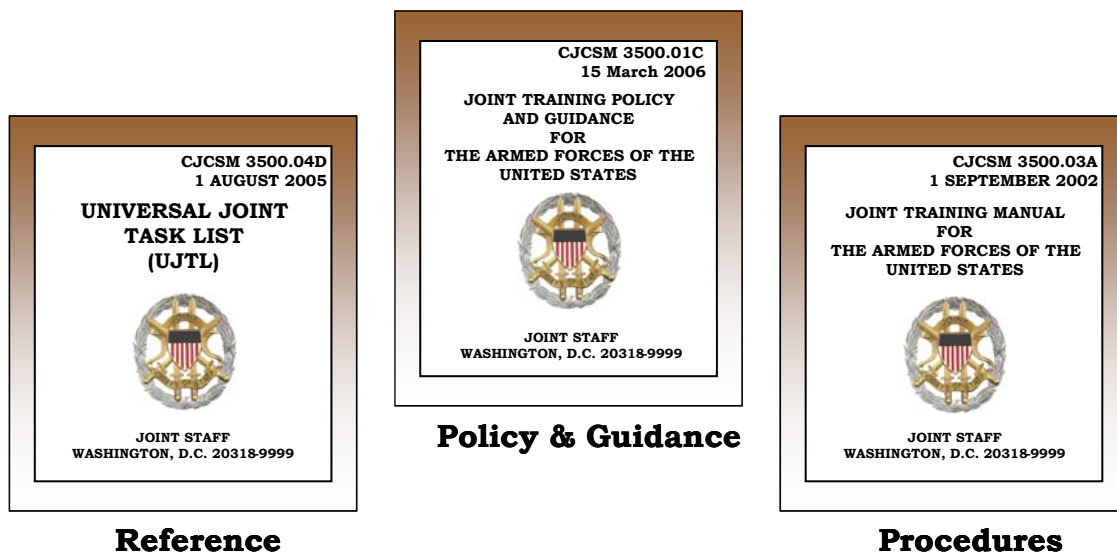 CJCSM 3500.04D
1 AUGUST 2005
UNIVERSAL JOINT
TASK LIST
(UJTL)
JOINT STAFF
WASHINGTON, D.C. 20318-9999
Reference
CJCSM 3500.01C
15 March 2006
JOINT TRAINING POLICY
AND GUIDANCE
FOR
THE ARMED FORCES OF THE
UNITED STATES
JOINT STAFF
WASHINGTON, D.C. 20318-9999
Policy & Guidance
CJCSM 3500.03A
1 SEPTEMBER 2002
JOINT TRAINING MANUAL
FOR
THE ARMED FORCES OF THE
UNITED STATES
JOINT STAFF
WASHINGTON, D.C. 20318-9999
Procedures